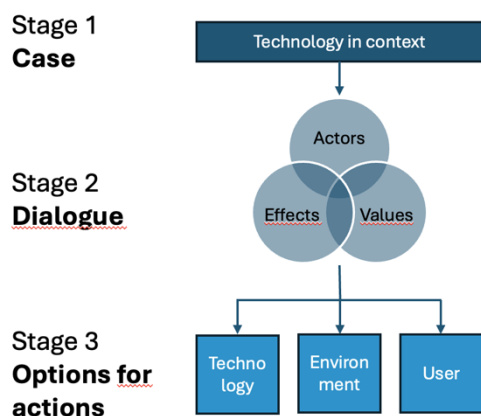 Stage 1
Case
Technology in context
Actors
Stage 2
Dialogue
Effects
Values
Stage 3
Options for
actions
Techno
logy
Environ
ment
User